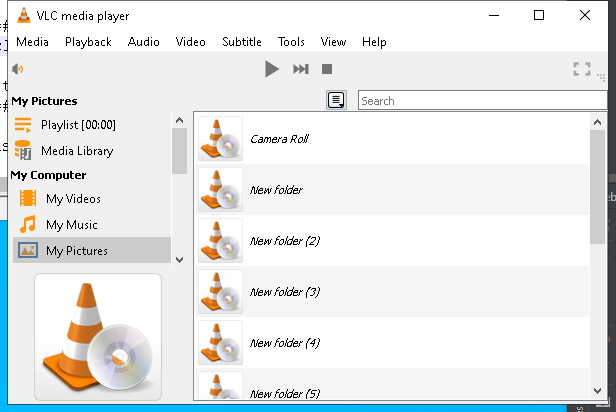 VLC media player
Media Playback Audio Video Subtitle Tools View Help
My Pictures
Search
Playlist [00:00]
Media Library
My Computer
My Videos
My Music
My Pictures
Camera Roll
New folder
New folder (2)
New folder (3)
New folder (4)
New folder (5)